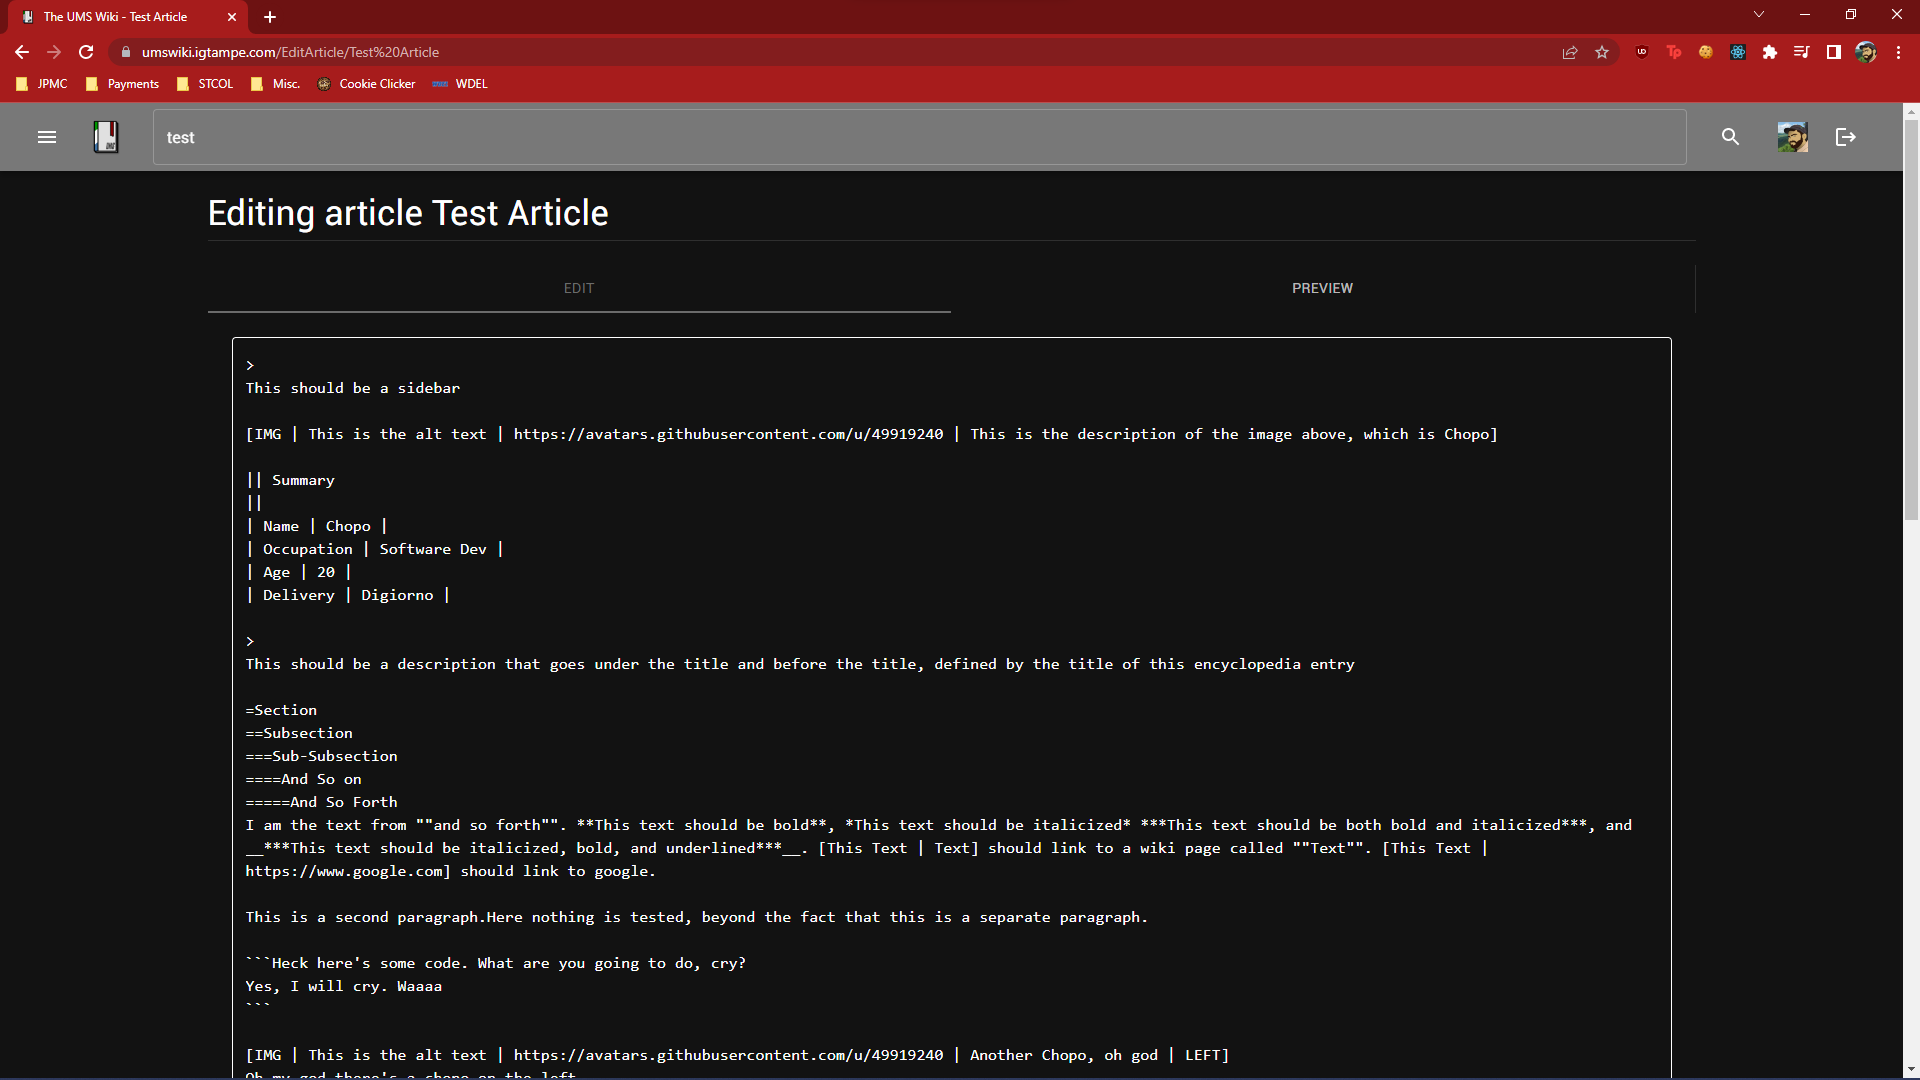 The UMS Wiki - Test Article
umswiki.igtampe.com/EditArticle/Test%20Article
JPMC
Payments
STCOL
Misc.
Cookie Clicker
WDEL
test
Editing article Test Article
EDIT
PREVIEW
>
This should be a sidebar
[IMG | This is the alt text | https://avatars.githubusercontent.com/u/49919240 | This is the description of the image above, which is Chopo]
|| Summary
||
| Name | Chopo |
| Occupation | Software Dev |
| Age | 20 |
| Delivery | Digiorno |
>
This should be a description that goes under the title and before the title, defined by the title of this encyclopedia entry
=Section
==Subsection
===Sub-Subsection
====And So on
=====And So Forth
I am the text from ""and so forth"". **This text should be bold**, *This text should be italicized* ***This text should be both bold and italicized***, and
__***This text should be italicized, bold, and underlined***__. [This Text | Text] should link to a wiki page called ""Text"". [This Text |
https://www.google.com] should link to google.
This is a second paragraph.Here nothing is tested, beyond the fact that this is a separate paragraph.
```Heck here's some code. What are you going to do, cry?
Yes, I will cry. Waaaa
```
[IMG | This is the alt text | https://avatars.githubusercontent.com/u/49919240 | Another Chopo, oh god | LEFT]
Oh my god there's a chopo on the left